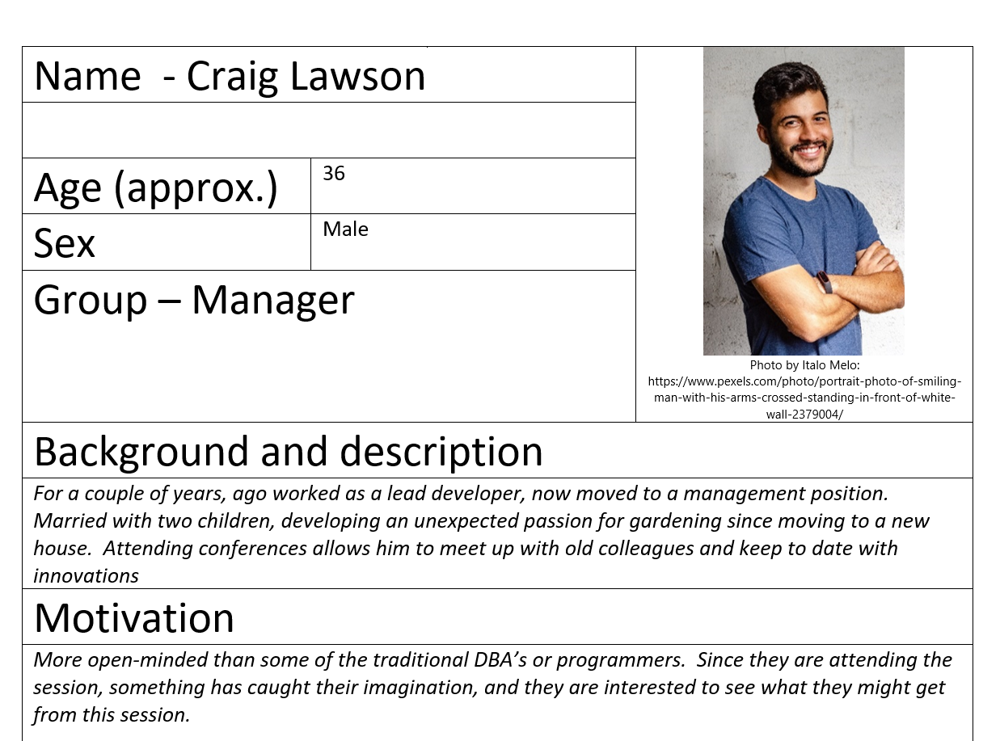 Name  - Craig Lawson
Age (approx.)
36
Sex
Male
Group – Manager
Photo by Italo Melo:
https://www.pexels.com/photo/portrait-photo-of-smiling-
man-with-his-arms-crossed-standing-in-front-of-white-
wall-2379004/
Background and description
For a couple of years, ago worked as a lead developer, now moved to a management position.
Married with two children, developing an unexpected passion for gardening since moving to a new
house.  Attending conferences allows him to meet up with old colleagues and keep to date with
innovations
Motivation
More open-minded than some of the traditional DBA’s or programmers.  Since they are attending the
session, something has caught their imagination, and they are interested to see what they might get
from this session.